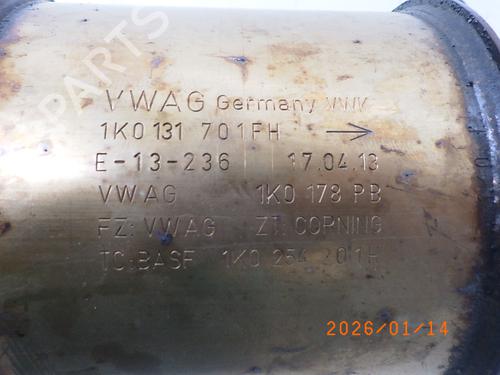 VWAG Germany VWV
1K0 131 701FH →
E-13-236 17.04.13
VWAG 1K0 178 PB
FZ: VWAG ZT: CORNING
TC: BASF 1K0 254 201H
2026/01/14